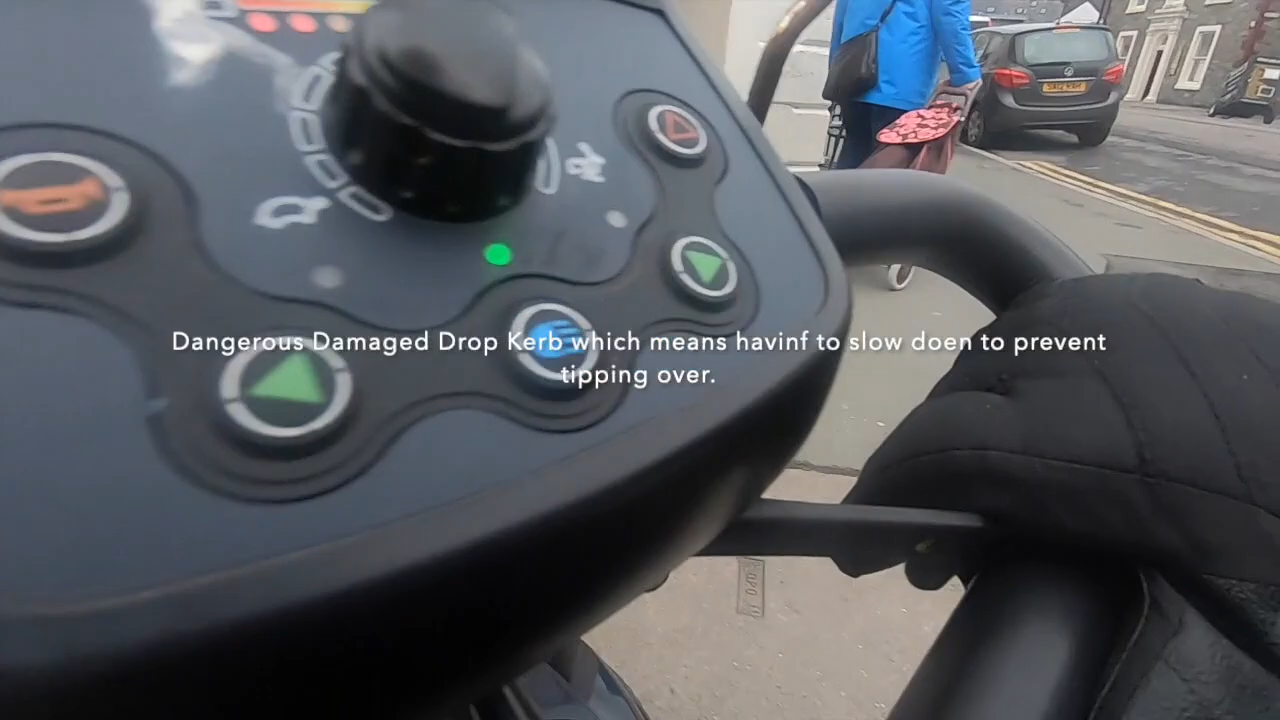 Dangerous Damaged Drop Kerb which means havinf to slow doen to prevent
tipping over.